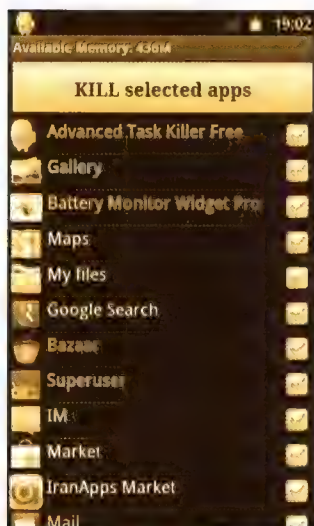 19:02
Available Memory: 436M
KILL selected apps
Advanced Task Killer Free
Gallery
Battery Monitor Widget Pro
Maps
My files
Google Search
Bazaar
Superuser
IM
Market
IranApps Market
Mail